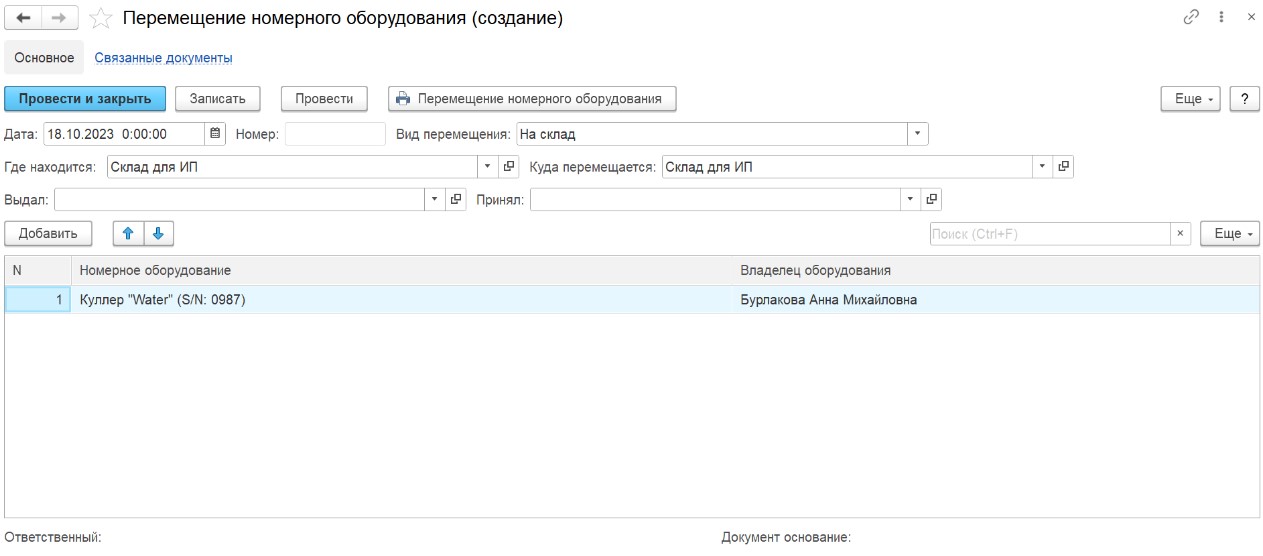 Перемещение номерного оборудования (создание)
Основное Связанные документы
Провести и закрыть Записать Провести Перемещение номерного оборудования Еще ?
Дата: 18.10.2023 0:00:00 Номер: Вид перемещения: На склад
Где находится: Склад для ИП Куда перемещается: Склад для ИП
Выдал: Принял:
Добавить Поиск (Ctrl+F) × Еще
N Номерное оборудование Владелец оборудования
1 Куллер "Water" (S/N: 0987) Бурлакова Анна Михайловна
Ответственный: Документ основание: